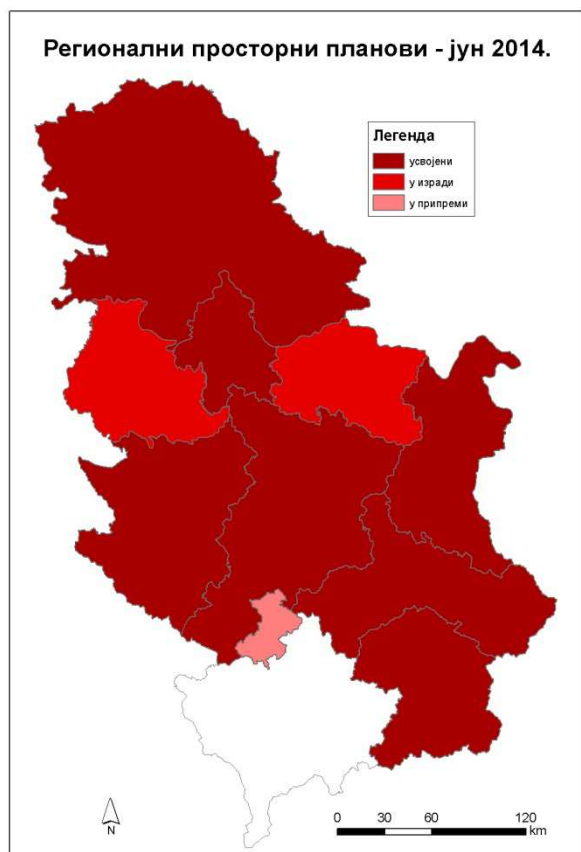 Регионални просторни планови - јун 2014.
Легенда
усвојени
у изради
у припреми
N
0 30 60 120
km